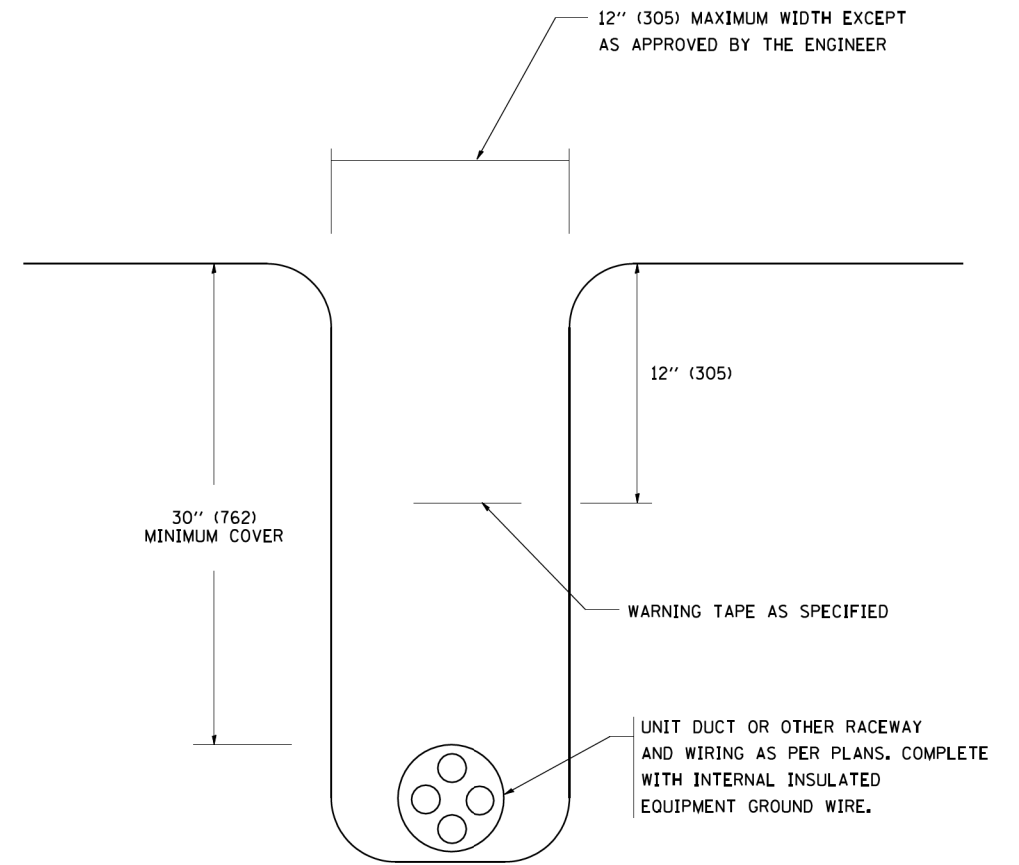 12'' (305) MAXIMUM WIDTH EXCEPT
AS APPROVED BY THE ENGINEER
12'' (305)
30'' (762)
MINIMUM COVER
WARNING TAPE AS SPECIFIED
UNIT DUCT OR OTHER RACEWAY
AND WIRING AS PER PLANS. COMPLETE
WITH INTERNAL INSULATED
EQUIPMENT GROUND WIRE.